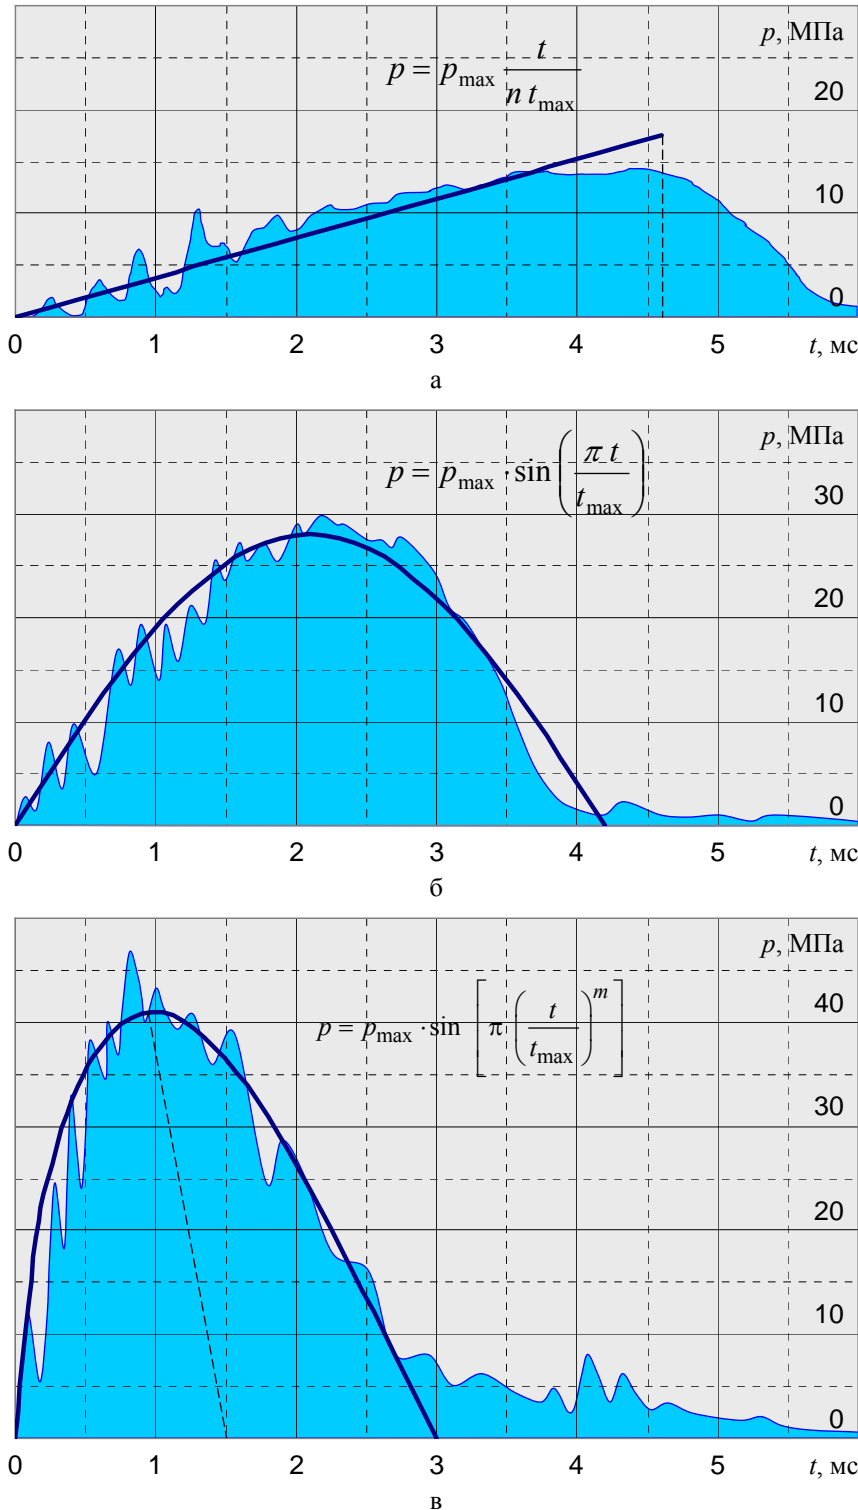 p, МПа
p = p_max t / (n t_max)
20
10
0
0 1 2 3 4 5 t, мс
а
p, МПа
p = p_max · sin(π t / t_max)
30
20
10
0
0 1 2 3 4 5 t, мс
б
p, МПа
40
p = p_max · sin [π · (t / t_max)^m]
30
20
10
0
0 1 2 3 4 5 t, мс
в